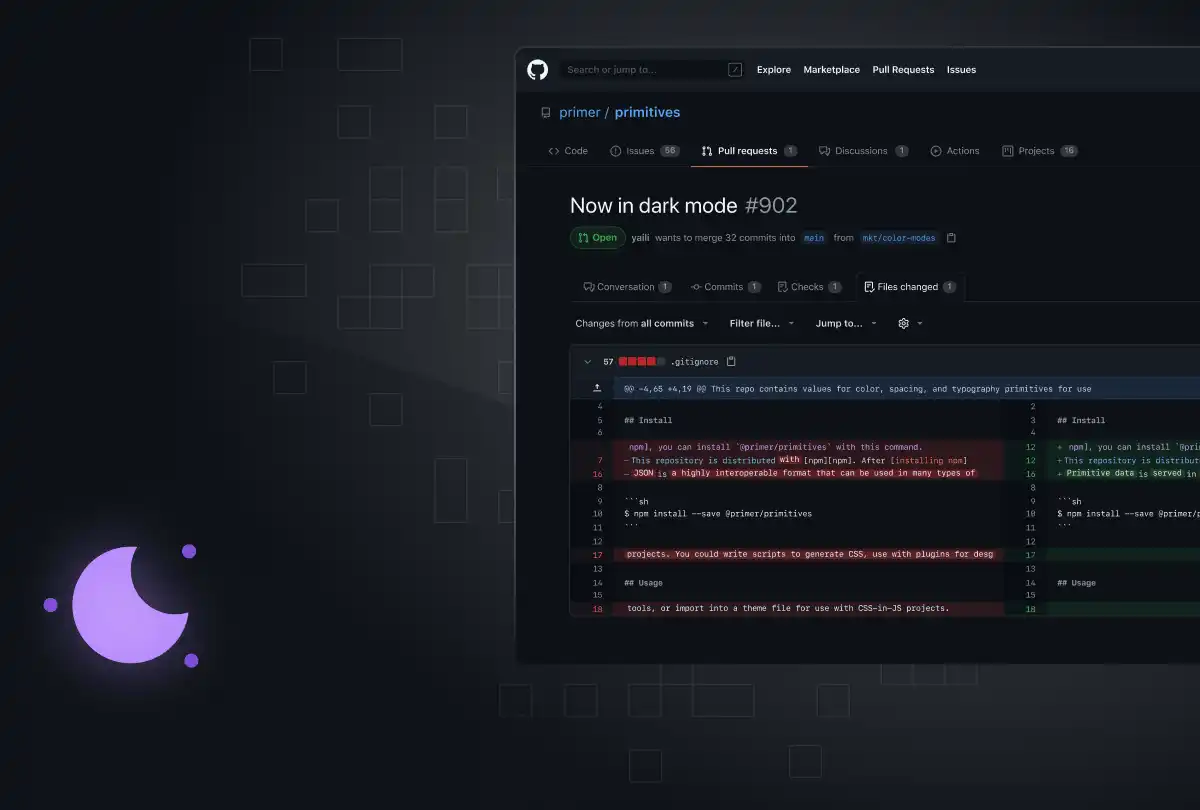 Search or jump to... / Explore Marketplace Pull Requests Issues
primer / primitives
<> Code Issues 56 Pull requests 1 Discussions 1 Actions Projects 16
Now in dark mode #902
Open yaili wants to merge 32 commits into main from mkt/color-modes
Conversation 1 Commits 1 Checks 1 Files changed 1
Changes from all commits Filter file... Jump to...
57 .gitignore
@@ -4,65 +4,19 @@ This repo contains values for color, spacing, and typography primitives for use
4 2
5 ## Install 3 ## Install
6 4
npm], you can install `@primer/primitives` with this command. 12 + npm], you can install `@pri
7 -This repository is distributed with [npm][npm]. After [installing npm] 12 +This repository is distribut
16 - JSON is a highly interoperable format that can be used in many types of 16 + Primitive data is served in
8 8
9 ```sh 9 ```sh
10 $ npm install --save @primer/primitives 10 $ npm install --save @primer/p
11 ``` 11 ```
12 12
17 projects. You could write scripts to generate CSS, use with plugins for desg 17
13 13
14 ## Usage 14 ## Usage
15 15
18 tools, or import into a theme file for use with CSS-in-JS projects. 18